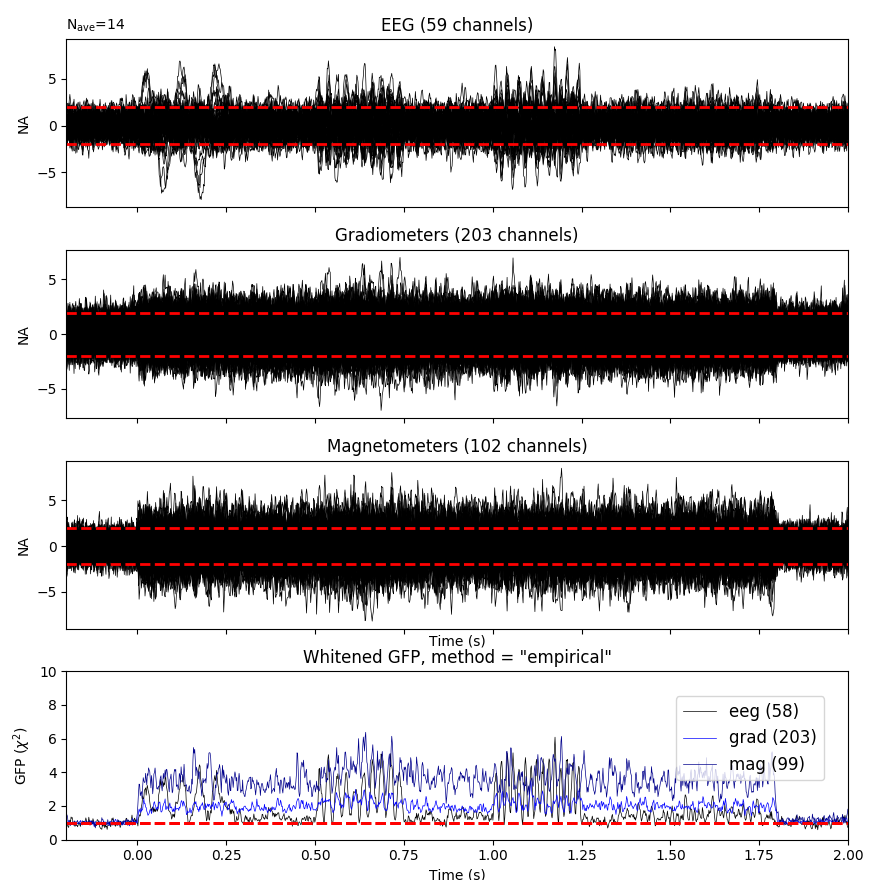 N_ave=14
EEG (59 channels)
5
0
−5
NA
Gradiometers (203 channels)
5
0
−5
NA
Magnetometers (102 channels)
5
0
−5
NA
Time (s)
Whitened GFP, method = "empirical"
10
8
6
4
2
0
GFP (χ²)
eeg (58)
grad (203)
mag (99)
0.00 0.25 0.50 0.75 1.00 1.25 1.50 1.75 2.00
Time (s)